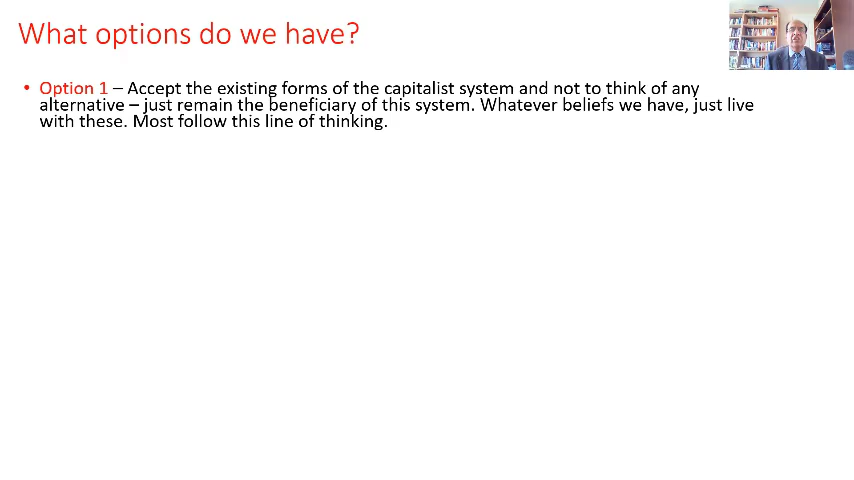 What options do we have?
• Option 1 – Accept the existing forms of the capitalist system and not to think of any
alternative – just remain the beneficiary of this system. Whatever beliefs we have, just live
with these. Most follow this line of thinking.